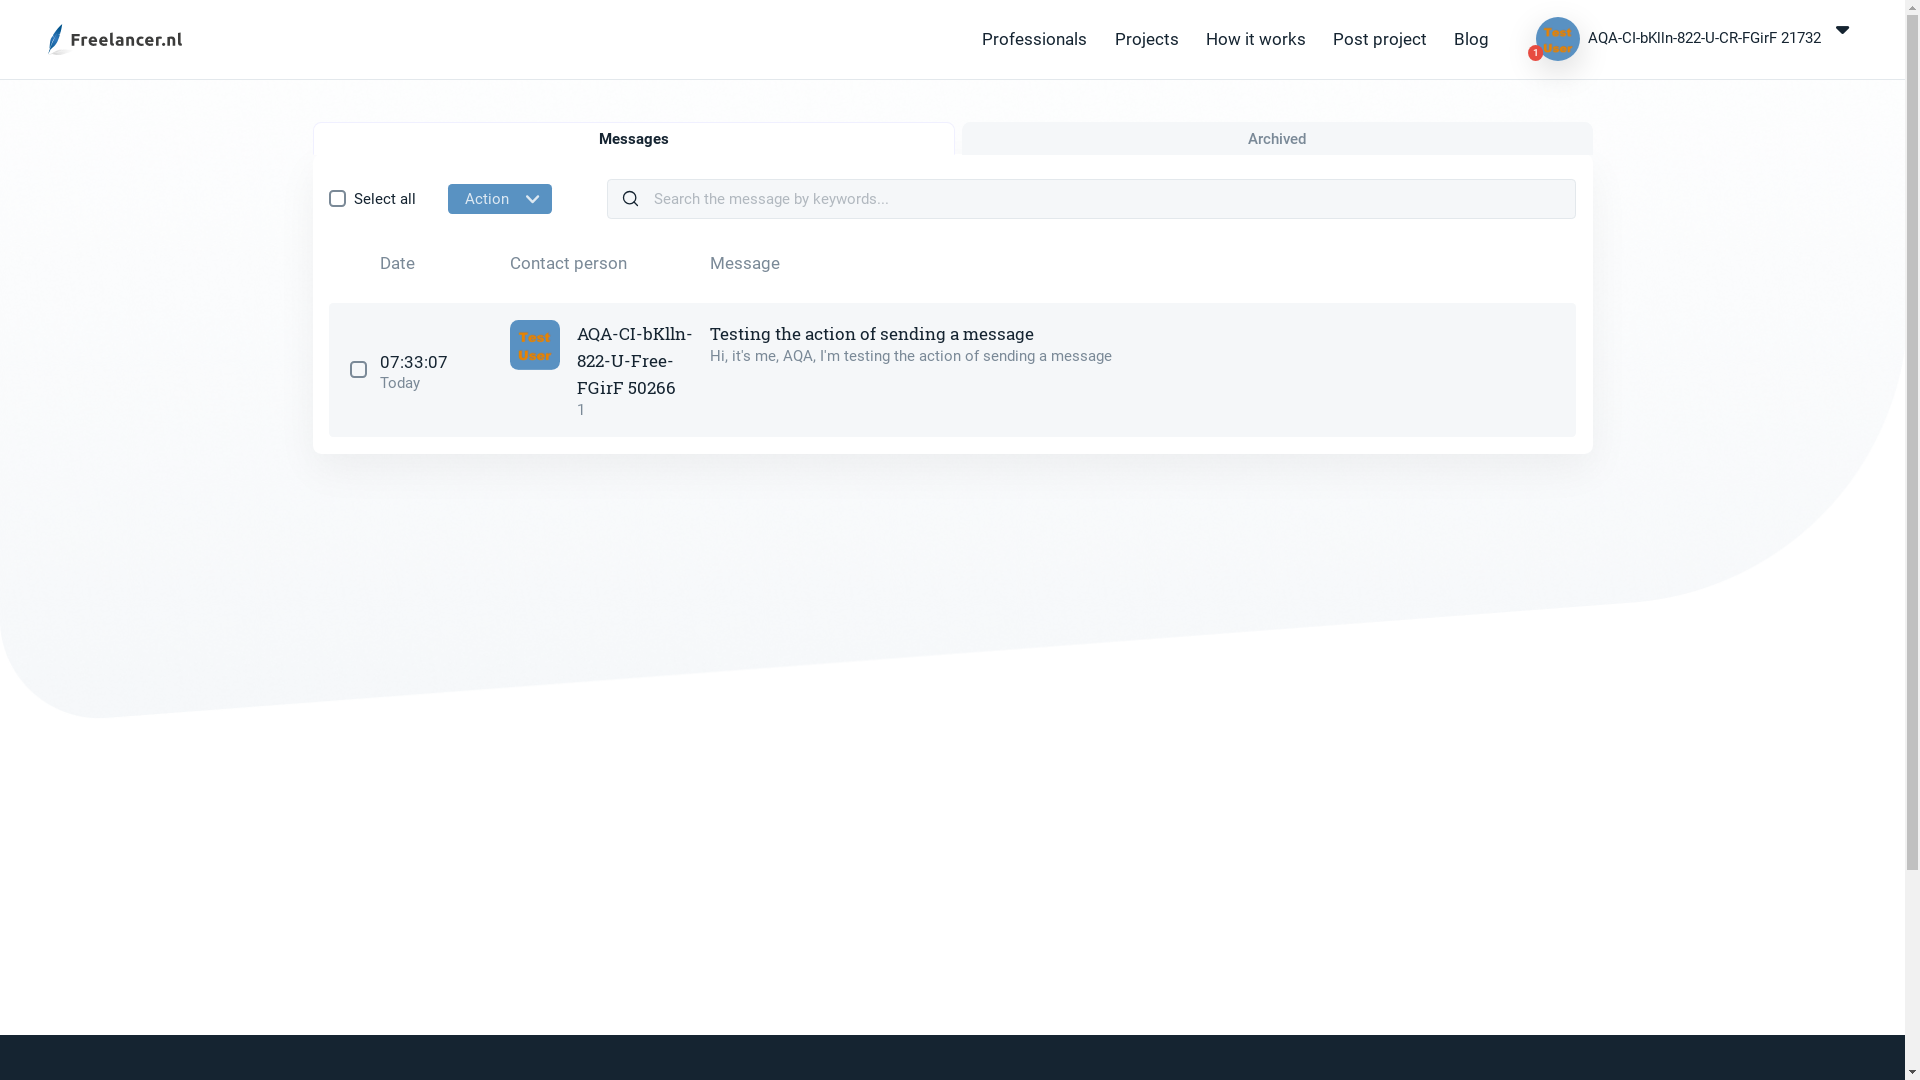 Freelancer.nl
Professionals Projects How it works Post project Blog
Test
User
1
AQA-CI-bKlln-822-U-CR-FGirF 21732
Messages
Archived
Select all
Action
Search the message by keywords...
Date Contact person Message
07:33:07
Today
Test
User
AQA-CI-bKlln-
822-U-Free-
FGirF 50266
1
Testing the action of sending a message
Hi, it's me, AQA, I'm testing the action of sending a message